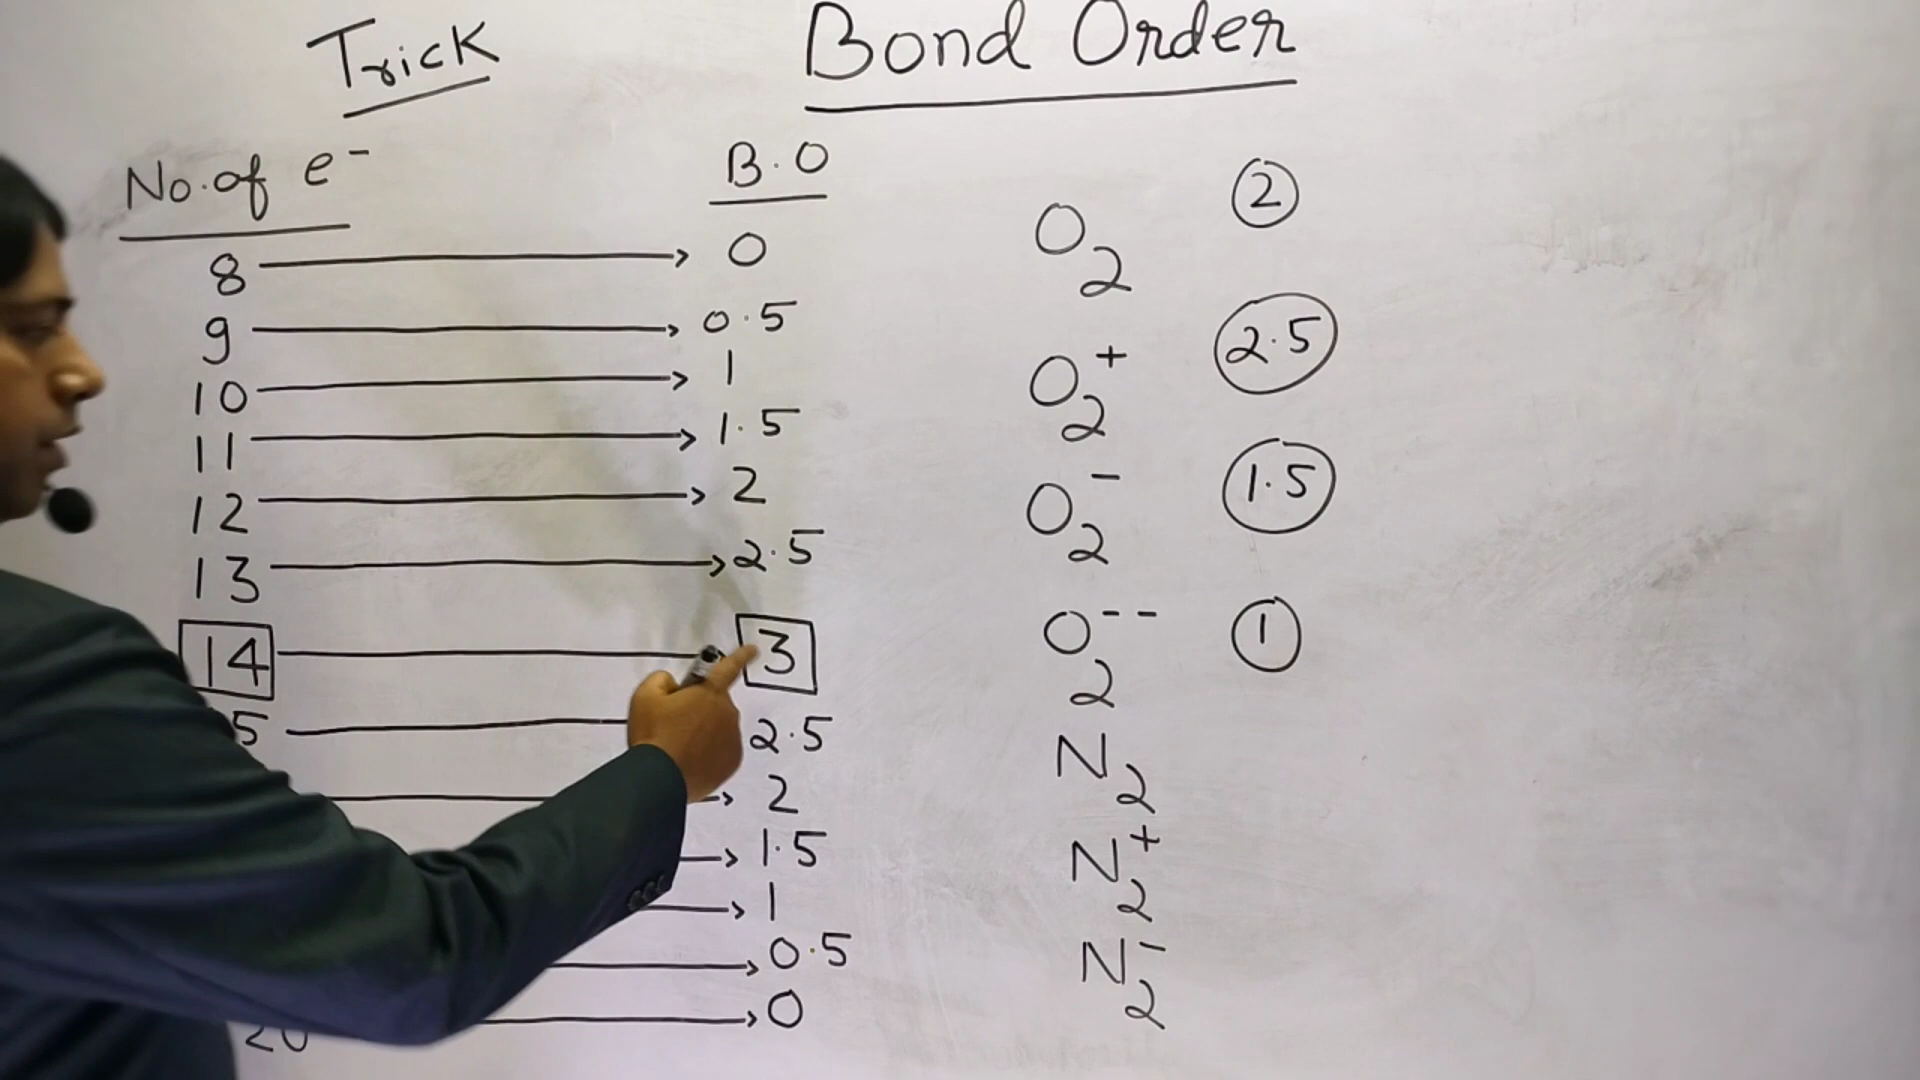 Trick
Bond Order
No. of e-
B.O
8 → 0
9 → 0.5
10 → 1
11 → 1.5
12 → 2
13 → 2.5
14 3
5 2.5
→ 2
→ 1.5
→ 1
→ 0.5
20 → 0
O₂ 2
O₂⁺ 2.5
O₂⁻ 1.5
O₂⁻⁻ 1
N₂
N₂⁺
N₂⁻